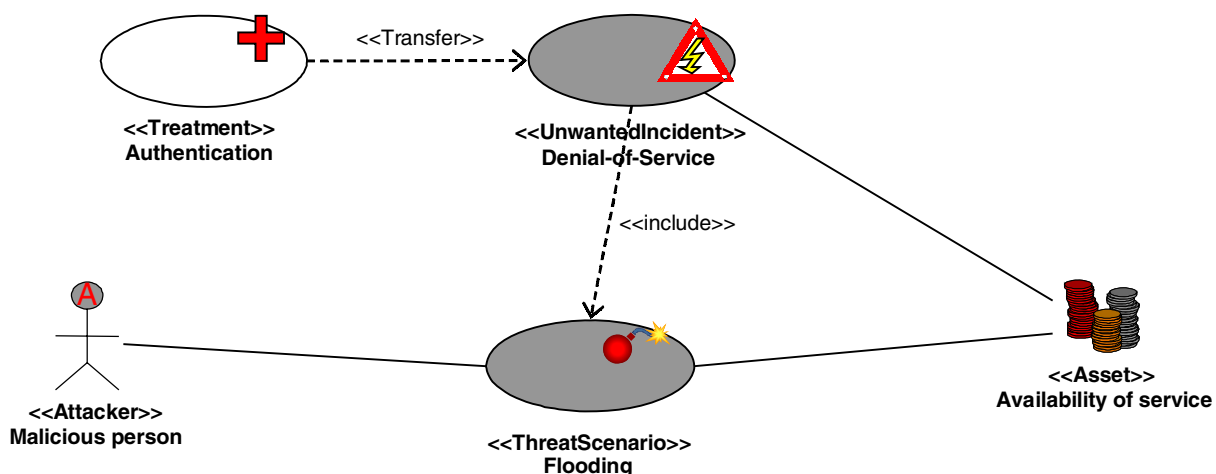 <<Transfer>>
<<Treatment>>
Authentication
<<UnwantedIncident>>
Denial-of-Service
<<include>>
A
<<Attacker>>
Malicious person
<<ThreatScenario>>
Flooding
<<Asset>>
Availability of service